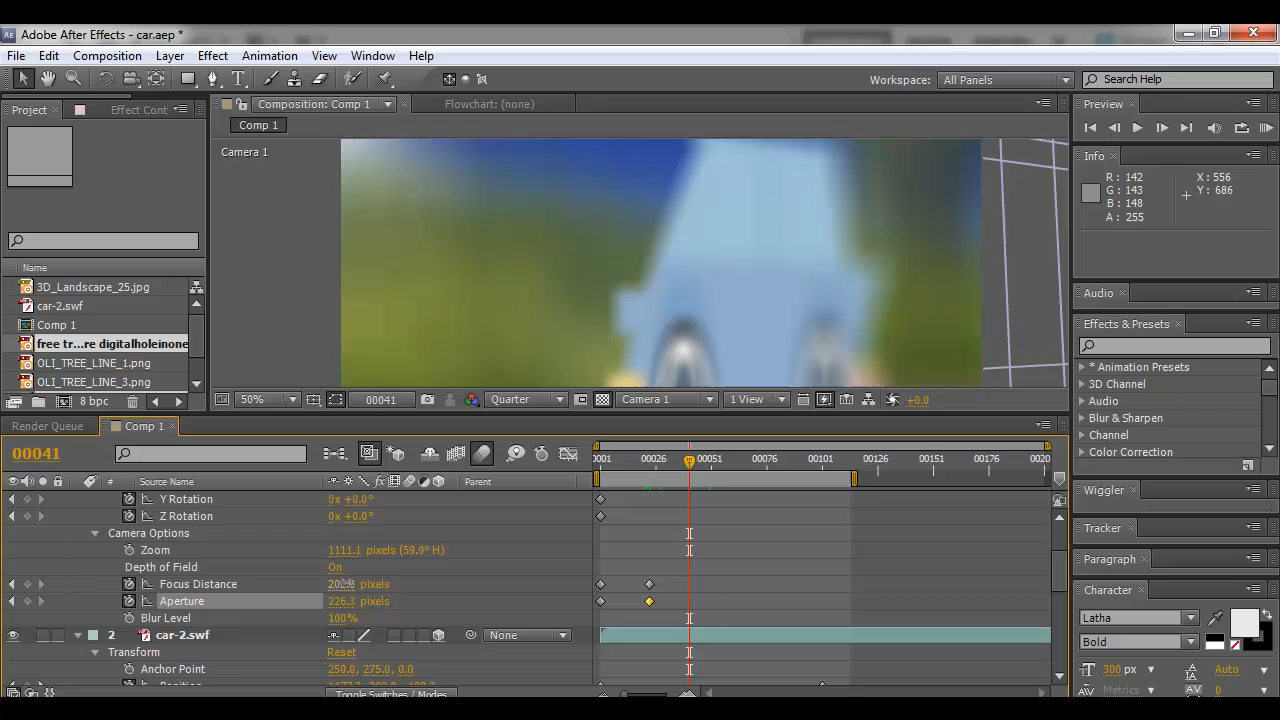 Adobe After Effects - car.aep *
File Edit Composition Layer Effect Animation View Window Help
Workspace: All Panels Search Help
Project Effect Cont Composition: Comp 1 Flowchart: (none) Preview
Comp 1
Camera 1
Info
R : 142 X : 556
G : 143 Y : 686
B : 148
A : 255
Name
3D_Landscape_25.jpg
car-2.swf
Comp 1
free tr...re digitalholeinone
OLI_TREE_LINE_1.png
OLI_TREE_LINE_3.png
8 bpc
50% 00041 Quarter Camera 1 1 View +0.0
Audio
Effects & Presets
* Animation Presets
3D Channel
Audio
Blur & Sharpen
Channel
Color Correction
Wiggler
Tracker
Paragraph
Character
Latha
Bold
300 px Auto
Metrics 0
Render Queue Comp 1
00041
0001 00026 00051 00076 00101 00126 00151 00176 0020
# Source Name Parent
Y Rotation 0x +0.0°
Z Rotation 0x +0.0°
Camera Options
Zoom 1111.1 pixels (59.9° H)
Depth of Field On
Focus Distance pixels
Aperture 226.3 pixels
Blur Level 100%
2 car-2.swf None
Transform Reset
Anchor Point 250.0, 275.0, 0.0
Toggle Switches / Modes